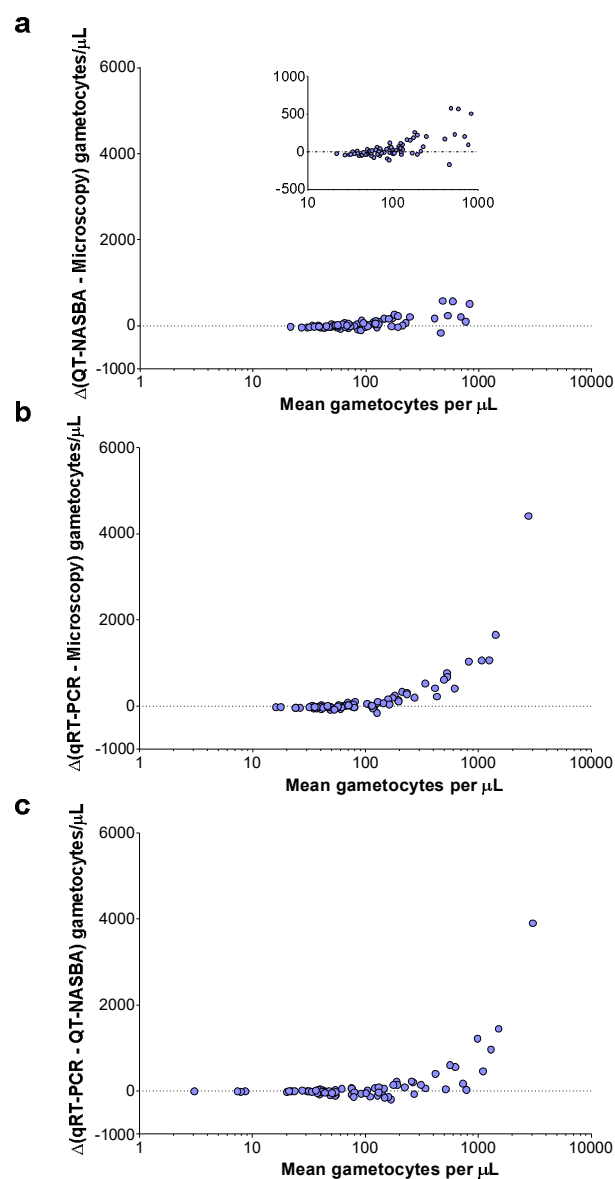 a
Δ(QT-NASBA - Microscopy) gametocytes/μL
6000
4000
2000
0
-1000
1 10 100 1000 10000
Mean gametocytes per μL
1000
500
0
-500
10 100 1000
b
Δ(qRT-PCR - Microscopy) gametocytes/μL
6000
4000
2000
0
-1000
1 10 100 1000 10000
Mean gametocytes per μL
c
Δ(qRT-PCR - QT-NASBA) gametocytes/μL
6000
4000
2000
0
-1000
1 10 100 1000 10000
Mean gametocytes per μL